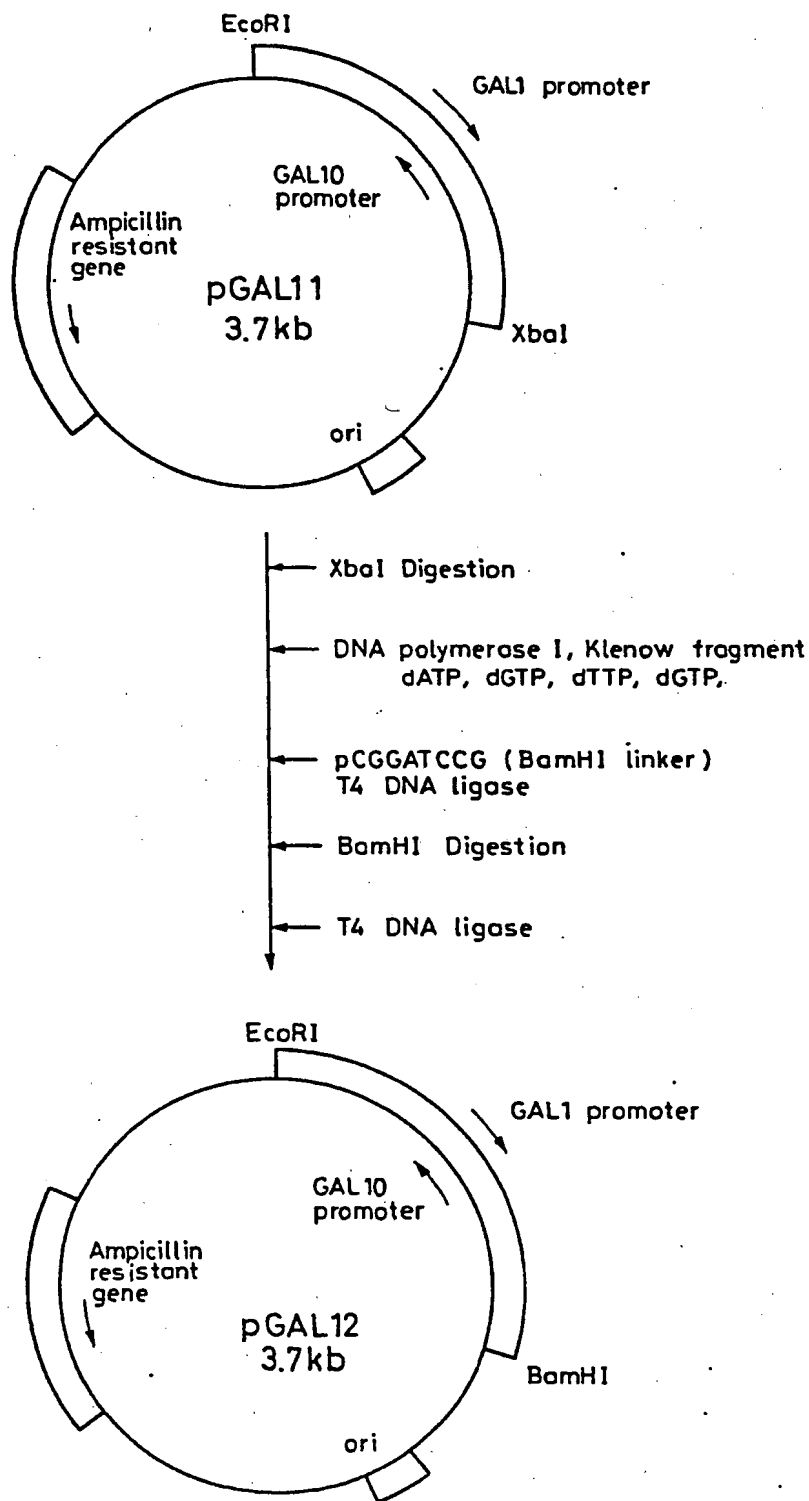 EcoRI
GAL1 promoter
GAL10
promoter
Ampicillin
resistant
gene
pGAL11
3.7kb
XbaI
ori
XbaI Digestion
DNA polymerase I, Klenow fragment
dATP, dGTP, dTTP, dGTP,
pCGGATCCG (BamHI linker)
T4 DNA ligase
BamHI Digestion
T4 DNA ligase
EcoRI
GAL1 promoter
GAL10
promoter
Ampicillin
resistant
gene
pGAL12
3.7kb
BamHI
ori